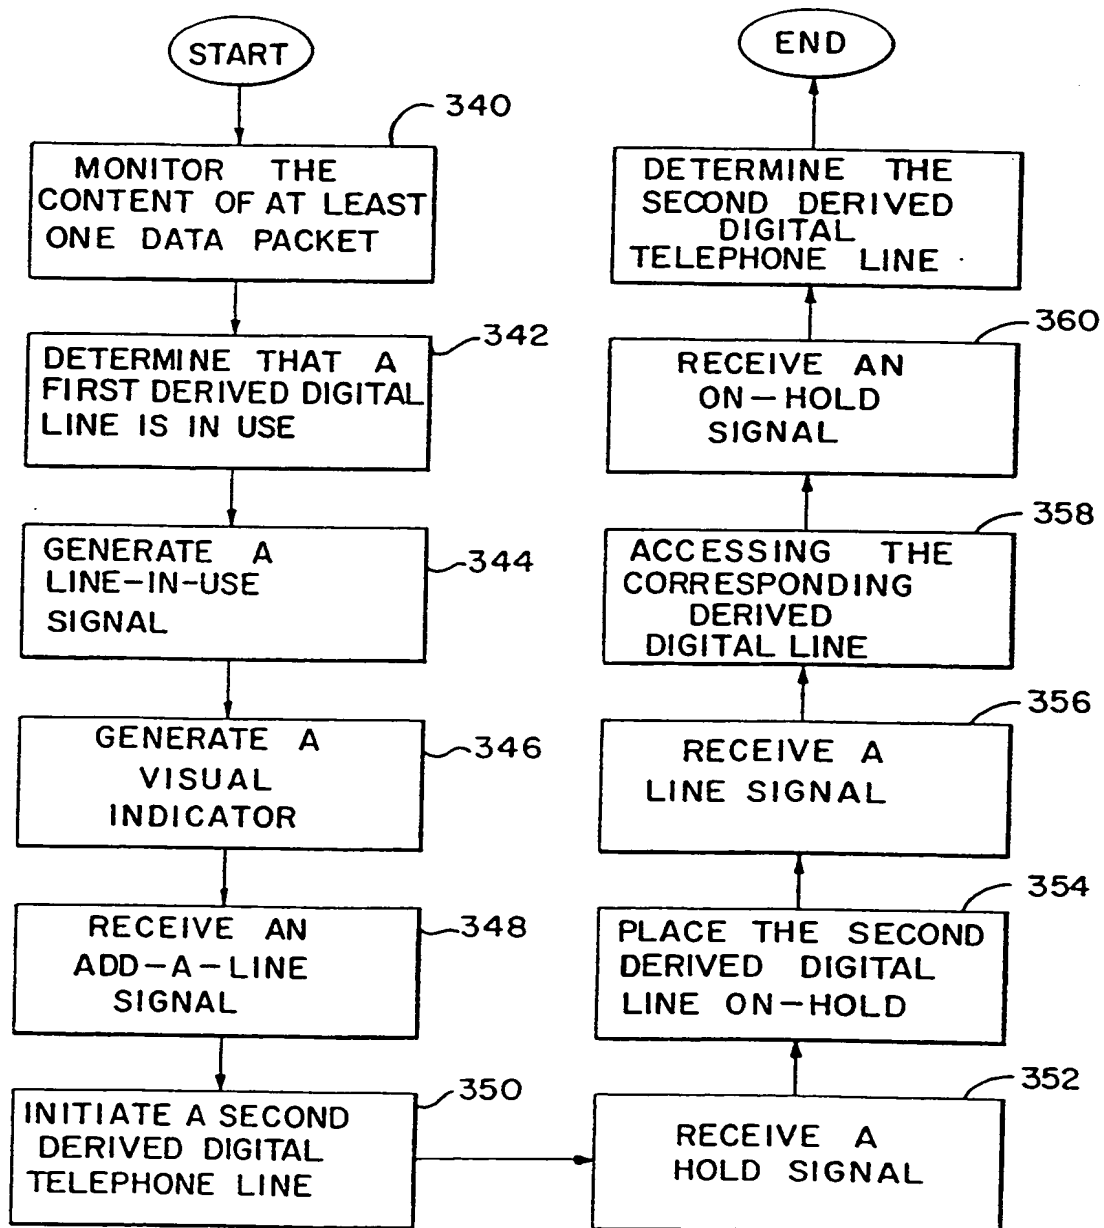 START
340
MONITOR THE
CONTENT OF AT LEAST
ONE DATA PACKET
342
DETERMINE THAT A
FIRST DERIVED DIGITAL
LINE IS IN USE
GENERATE A
LINE-IN-USE
SIGNAL
344
GENERATE A
VISUAL
INDICATOR
346
RECEIVE AN
ADD-A-LINE
SIGNAL
348
350
INITIATE A SECOND
DERIVED DIGITAL
TELEPHONE LINE
352
RECEIVE A
HOLD SIGNAL
354
PLACE THE SECOND
DERIVED DIGITAL
LINE ON-HOLD
356
RECEIVE A
LINE SIGNAL
358
ACCESSING THE
CORRESPONDING
DERIVED
DIGITAL LINE
360
RECEIVE AN
ON-HOLD
SIGNAL
DETERMINE THE
SECOND DERIVED
DIGITAL
TELEPHONE LINE
END